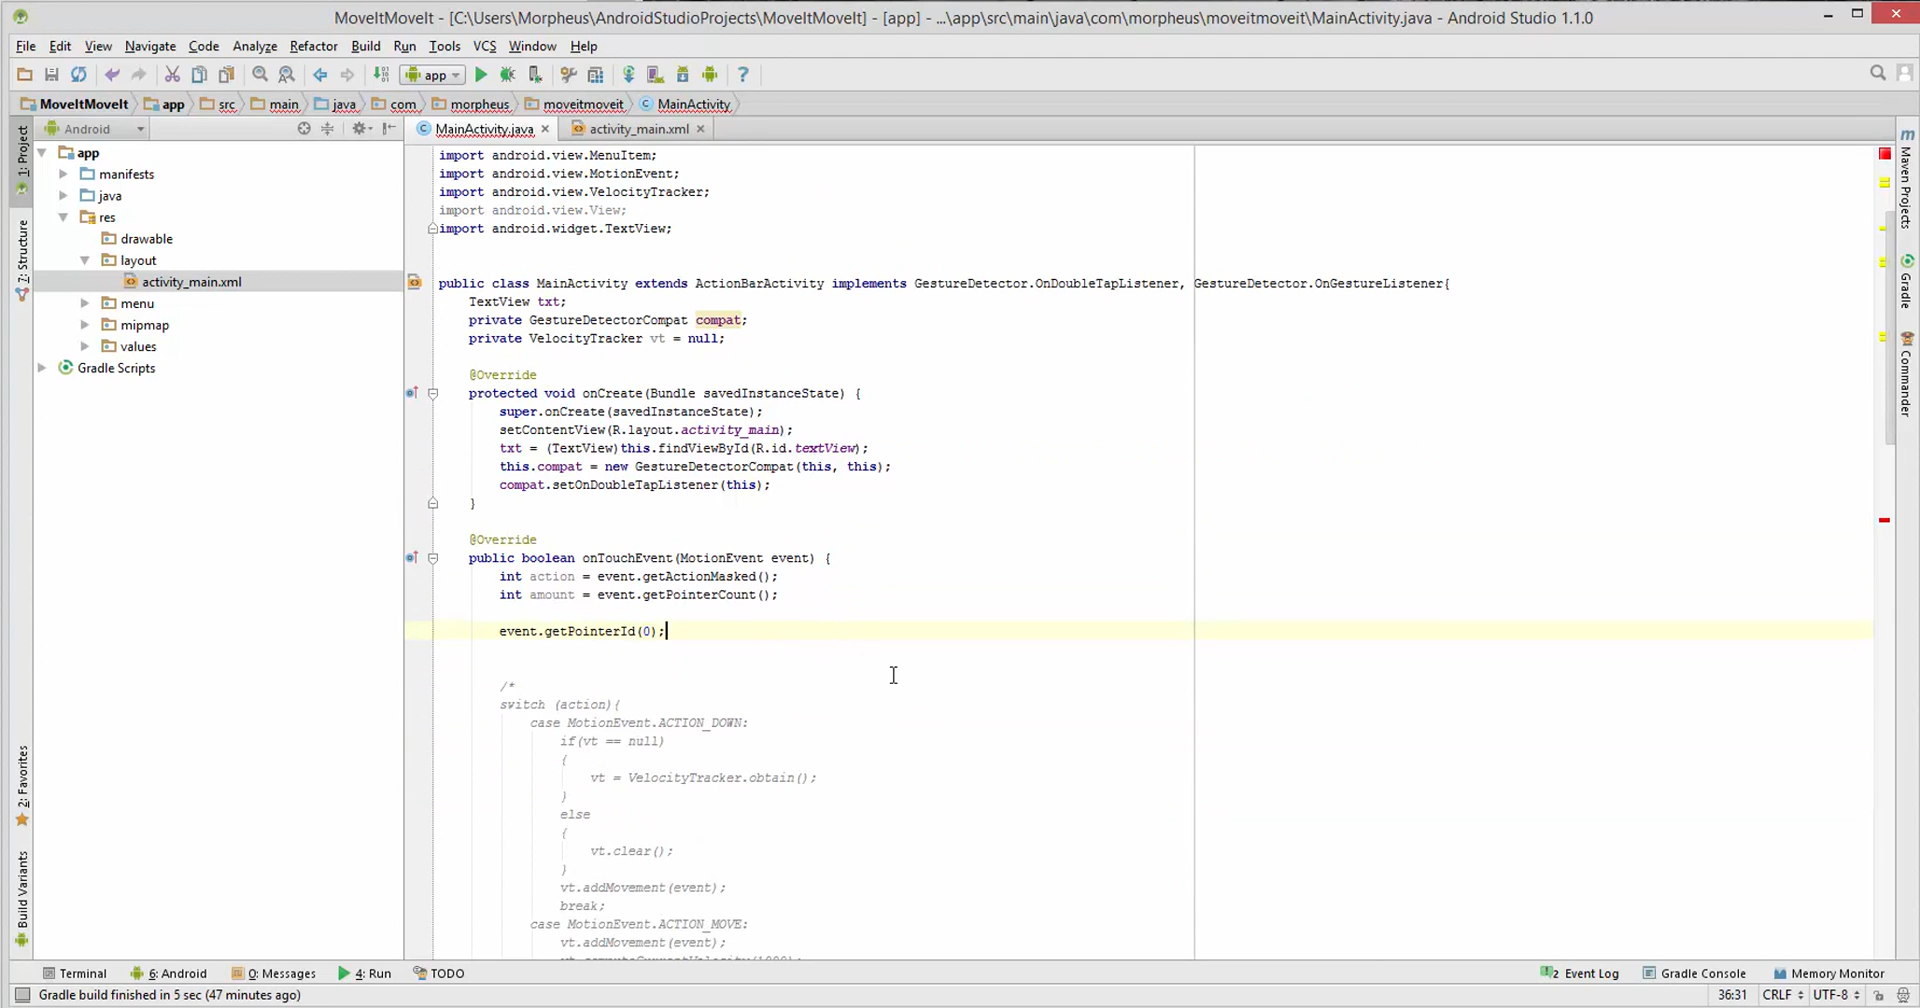 MoveItMoveIt - [C:\Users\Morpheus\AndroidStudioProjects\MoveItMoveIt] - [app] - ...\app\src\main\java\com\morpheus\moveitmoveit\MainActivity.java - Android Studio 1.1.0
File Edit View Navigate Code Analyze Refactor Build Run Tools VCS Window Help
app
MoveItMoveIt app src main java com morpheus moveitmoveit MainActivity
Android
MainActivity.java activity_main.xml
1: Project
7: Structure
2: Favorites
Build Variants
app
manifests
java
res
drawable
layout
activity_main.xml
menu
mipmap
values
Gradle Scripts
import android.view.MenuItem;
import android.view.MotionEvent;
import android.view.VelocityTracker;
import android.view.View;
import android.widget.TextView;
public class MainActivity extends ActionBarActivity implements GestureDetector.OnDoubleTapListener, GestureDetector.OnGestureListener{
TextView txt;
private GestureDetectorCompat compat;
private VelocityTracker vt = null;
@Override
protected void onCreate(Bundle savedInstanceState) {
super.onCreate(savedInstanceState);
setContentView(R.layout.activity_main);
txt = (TextView)this.findViewById(R.id.textView);
this.compat = new GestureDetectorCompat(this, this);
compat.setOnDoubleTapListener(this);
}
@Override
public boolean onTouchEvent(MotionEvent event) {
int action = event.getActionMasked();
int amount = event.getPointerCount();
event.getPointerId(0);
/*
switch (action){
case MotionEvent.ACTION_DOWN:
if(vt == null)
{
vt = VelocityTracker.obtain();
}
else
{
vt.clear();
}
vt.addMovement(event);
break;
case MotionEvent.ACTION_MOVE:
vt.addMovement(event);
Maven Projects
Gradle
Commander
Terminal 6: Android 0: Messages 4: Run TODO 2 Event Log Gradle Console Memory Monitor
Gradle build finished in 5 sec (47 minutes ago) 36:31 CRLF UTF-8